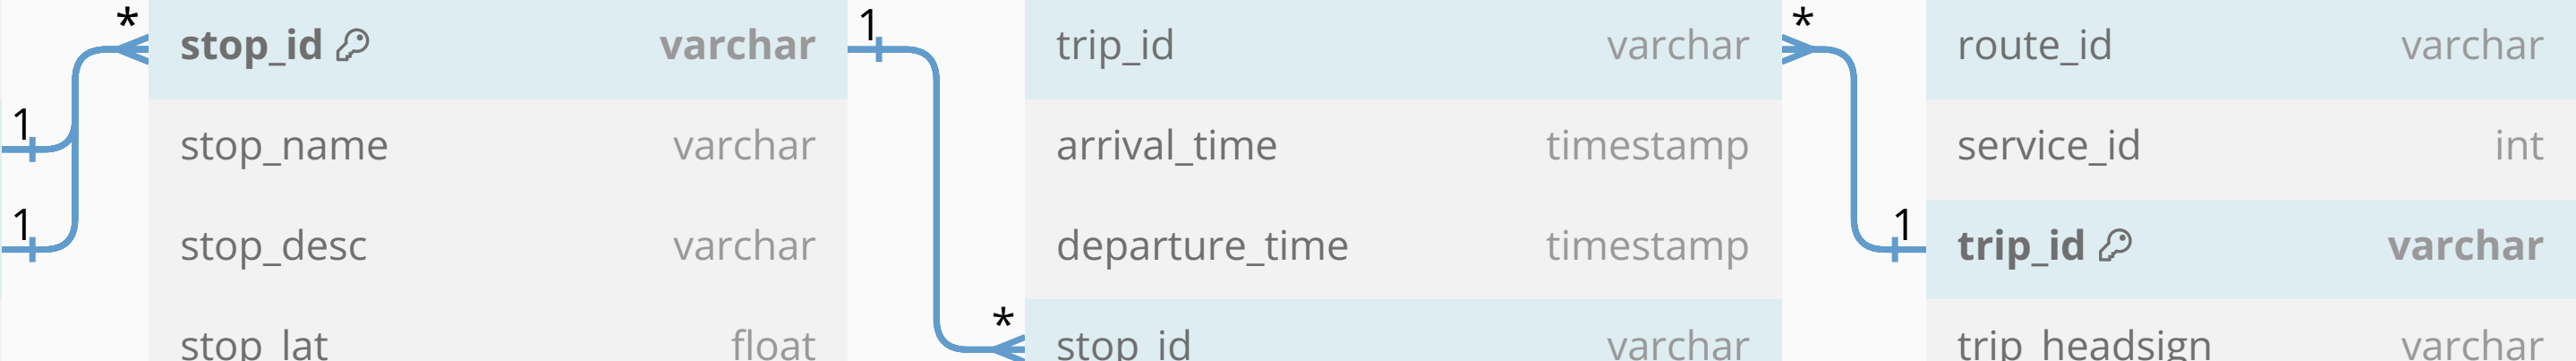 * stop_id varchar 1 trip_id varchar * route_id varchar
1 stop_name varchar arrival_time timestamp service_id int
1 stop_desc varchar departure_time timestamp 1 trip_id varchar
stop_lat float * stop_id varchar trip_headsign varchar